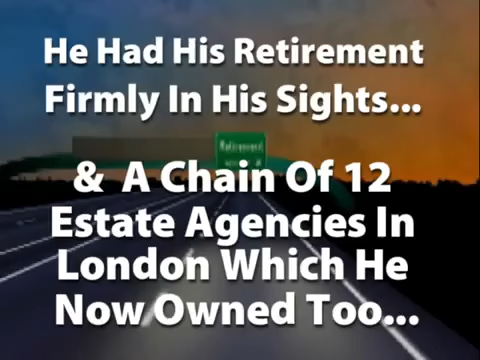 He Had His Retirement
Firmly In His Sights...
Retirement
& A Chain Of 12
Estate Agencies In
London Which He
Now Owned Too...